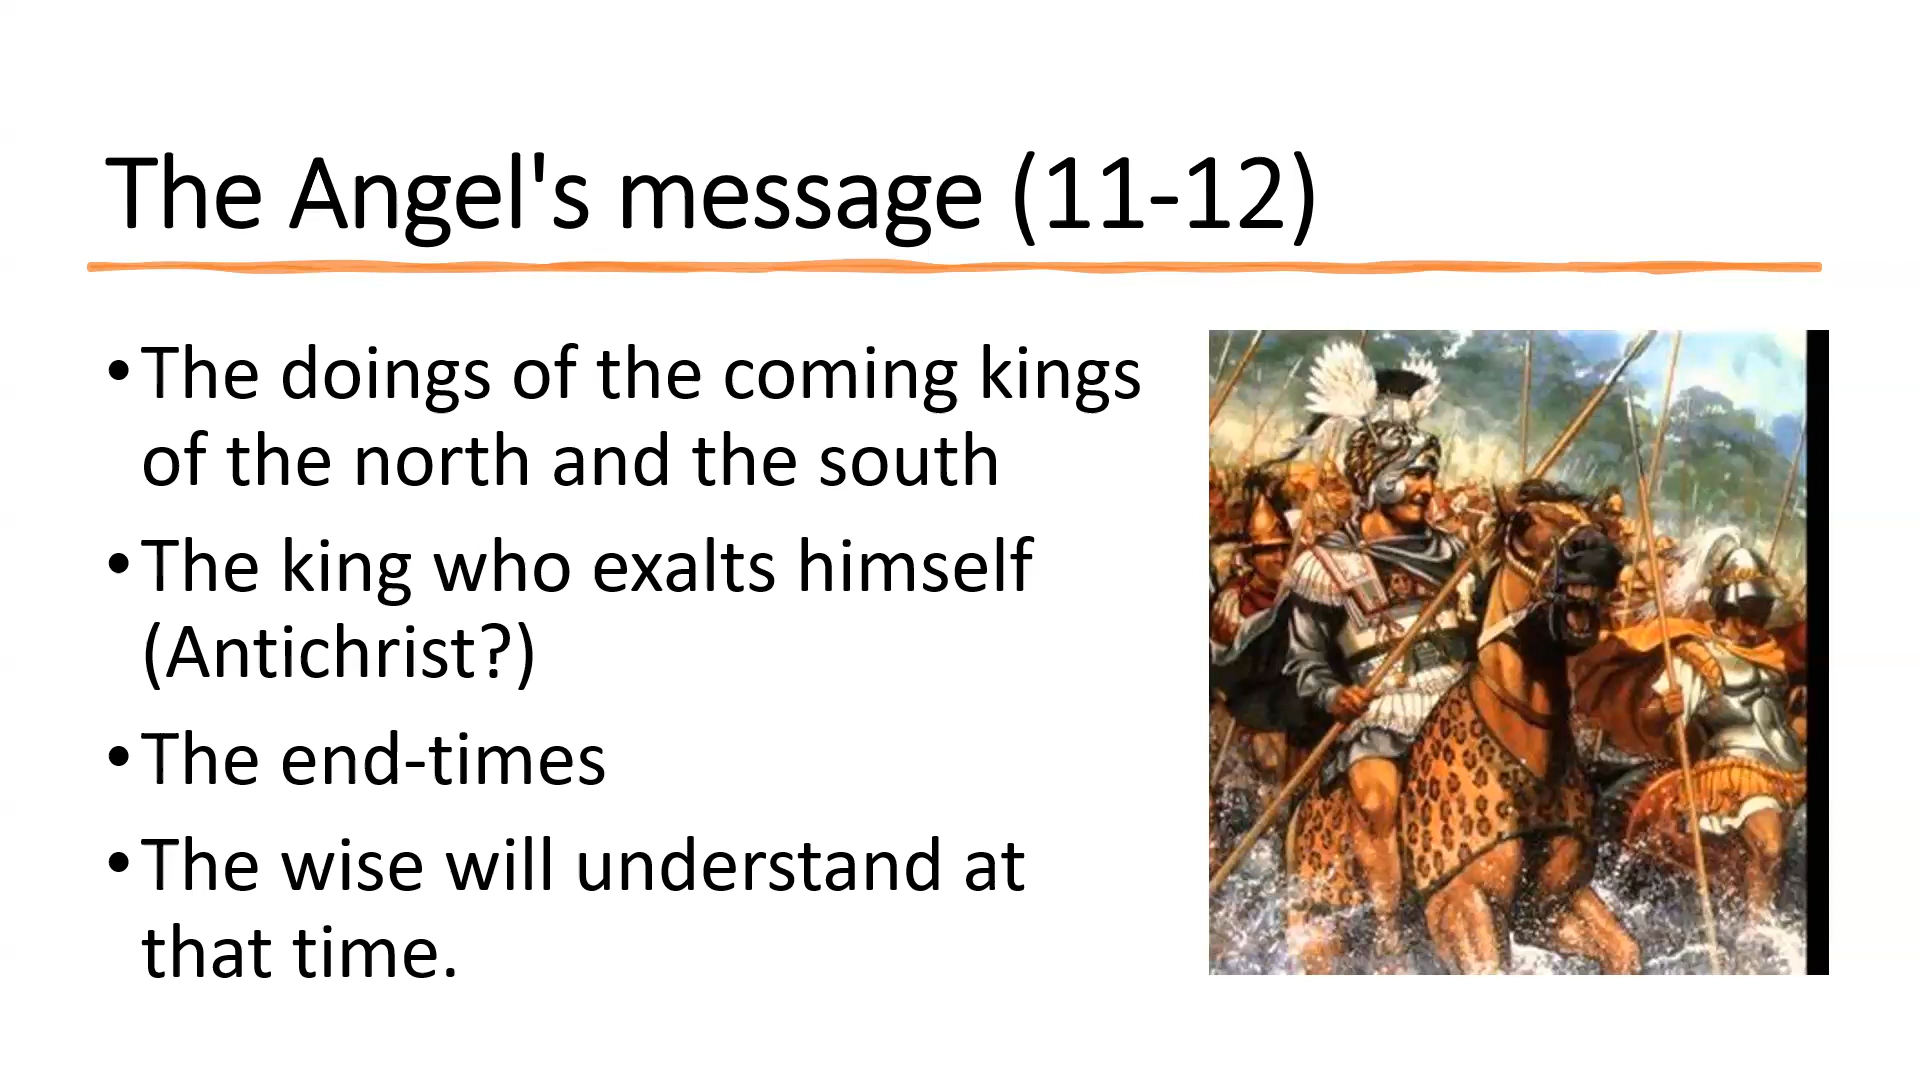 The Angel's message (11-12)
•The doings of the coming kings
of the north and the south
•The king who exalts himself
(Antichrist?)
•The end-times
•The wise will understand at
that time.